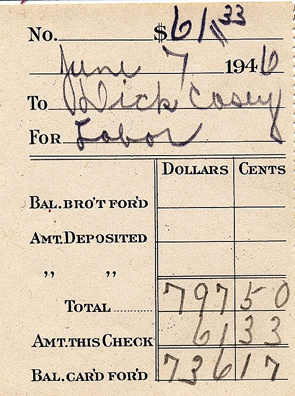 No. $61 33
June 7 1946
To Dick Casey
For Labor
Dollars Cents
Bal. Bro't For'd
Amt. Deposited
" "
Total 797 50
Amt. This Check 61 33
Bal. Car'd For'd 736 17